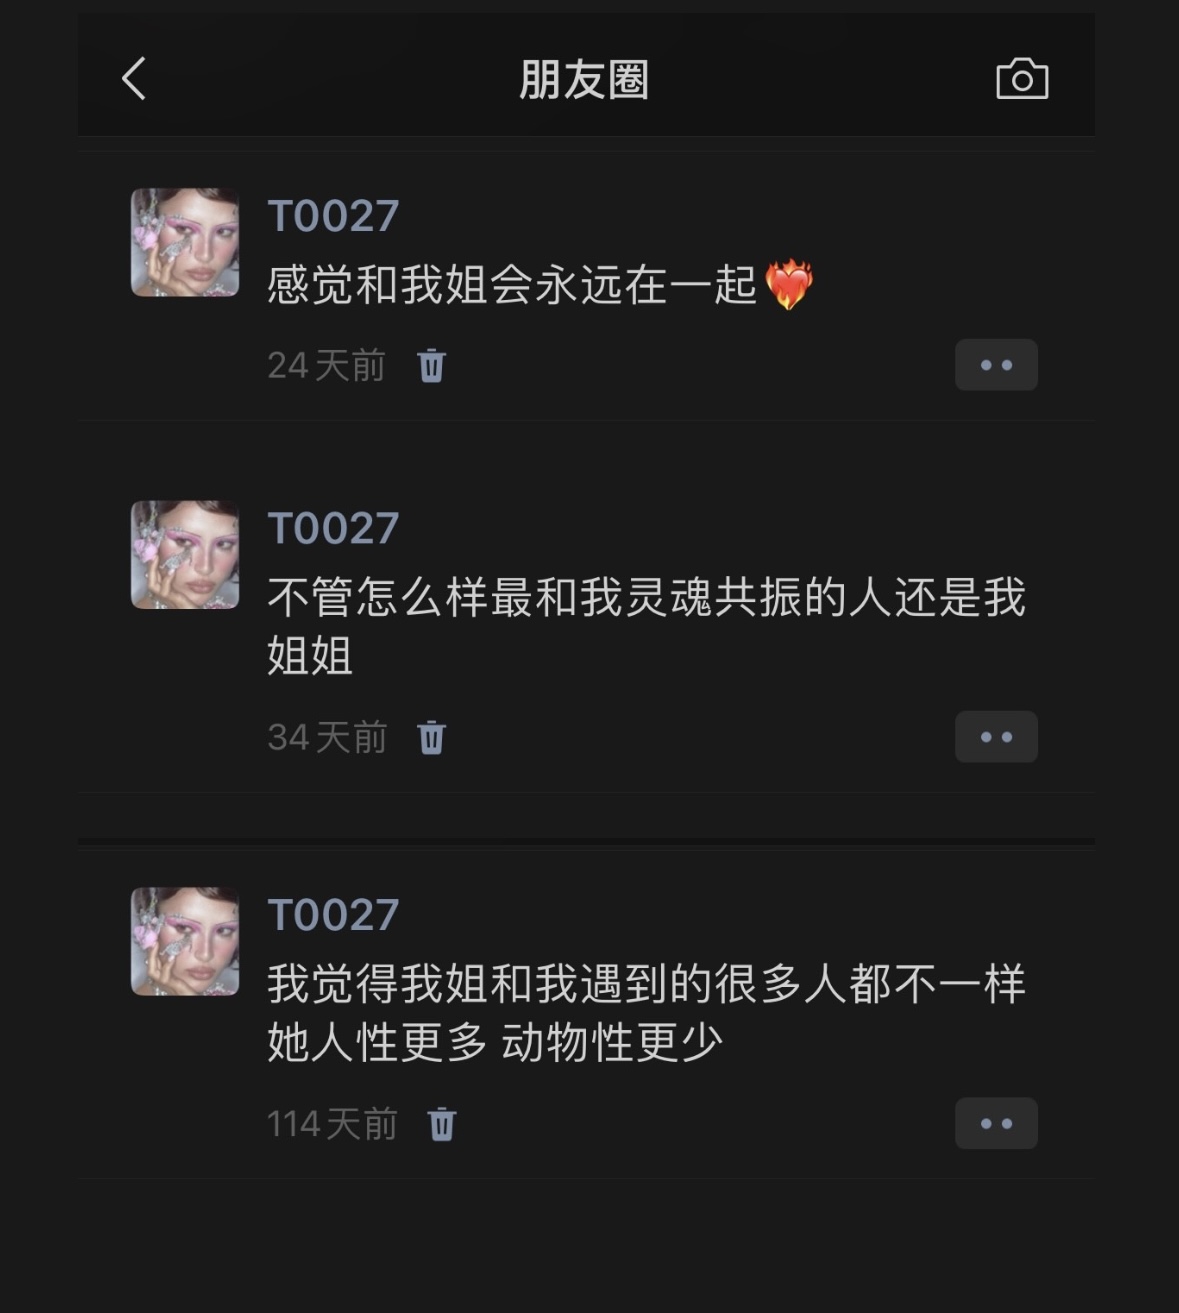 朋友圈
T0027
感觉和我姐会永远在一起❤️‍🔥
24天前
T0027
不管怎么样最和我灵魂共振的人还是我
姐姐
34天前
T0027
我觉得我姐和我遇到的很多人都不一样
她人性更多 动物性更少
114天前